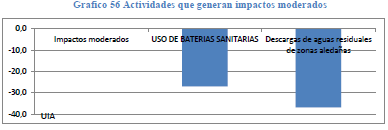 Grafico 56 Actividades que generan impactos moderados
0,0
Impactos moderados
USO DE BATERIAS SANITARIAS
Descargas de aguas residuales
de zonas aledañas
-10,0
-20,0
-30,0
-40,0
UIA